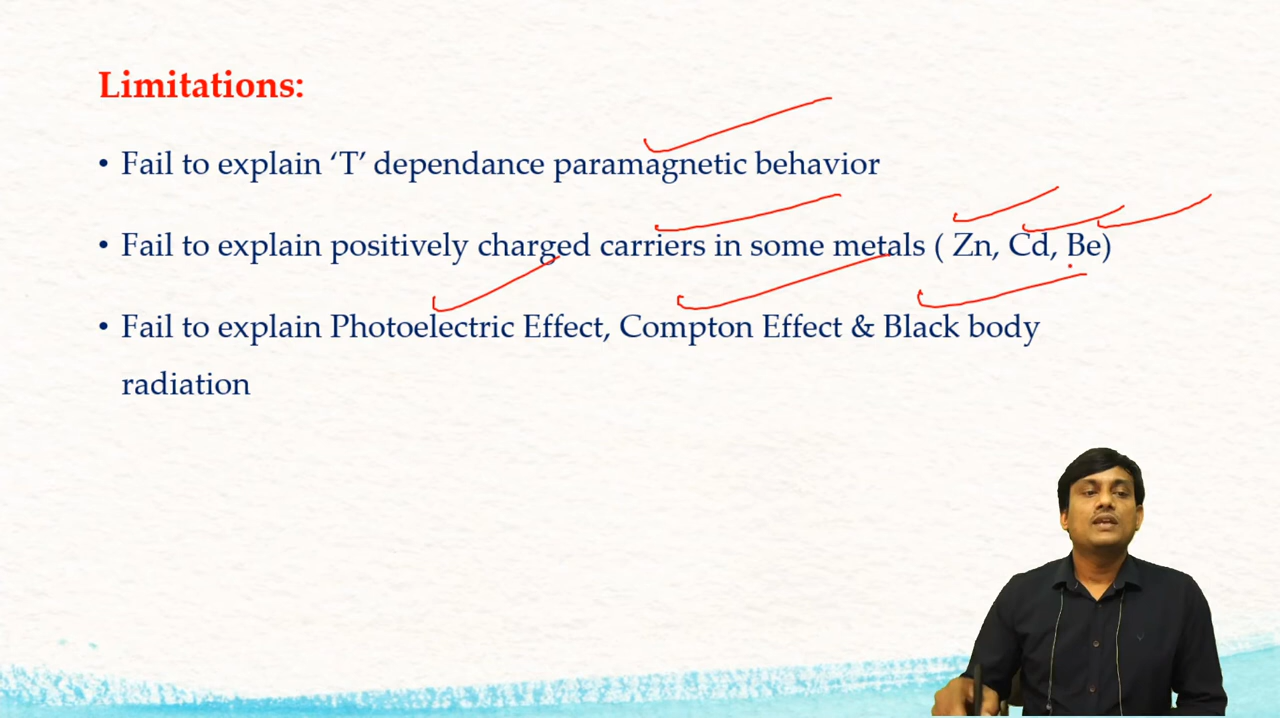 Limitations:
• Fail to explain ‘T’ dependance paramagnetic behavior
• Fail to explain positively charged carriers in some metals ( Zn, Cd, Be)
• Fail to explain Photoelectric Effect, Compton Effect & Black body
radiation